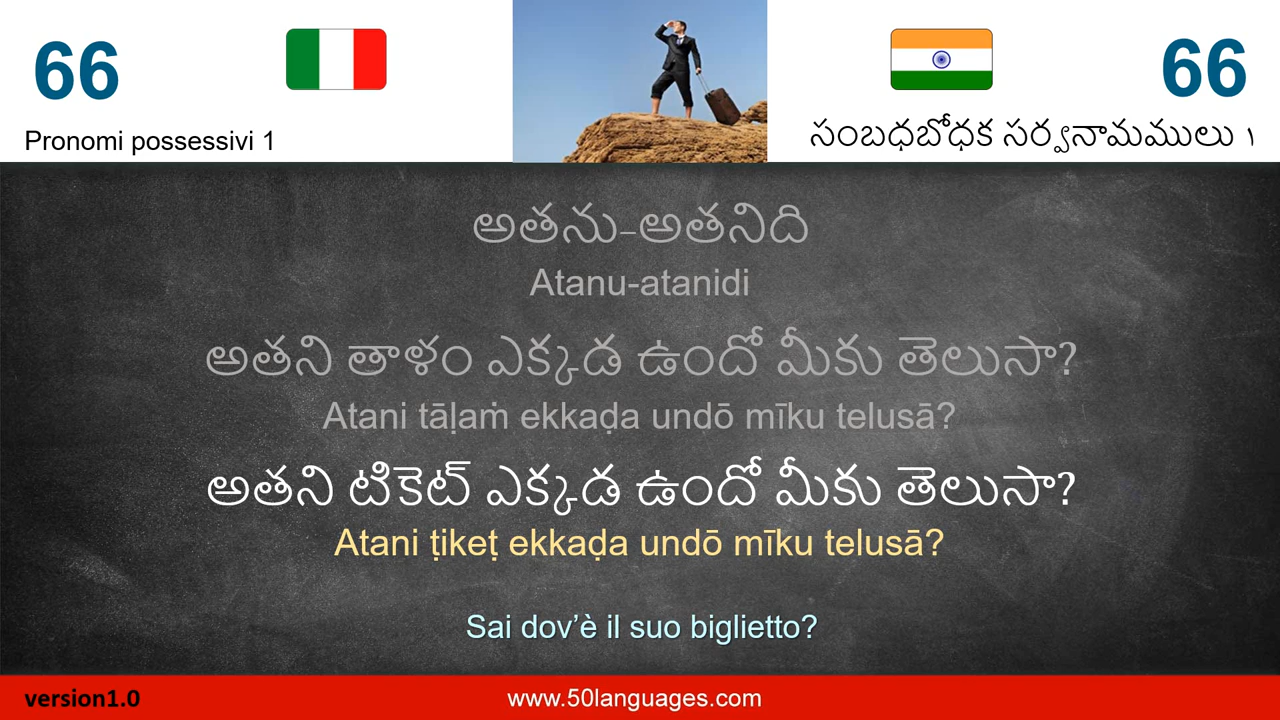 66
66
Pronomi possessivi 1
సంబధబోధక సర్వనామములు ౧
అతను-అతనిది
Atanu-atanidi
అతని తాళం ఎక్కడ ఉందో మీకు తెలుసా?
Atani tāḷaṁ ekkaḍa undō mīku telusā?
అతని టికెట్ ఎక్కడ ఉందో మీకు తెలుసా?
Atani ṭikeṭ ekkaḍa undō mīku telusā?
Sai dov’è il suo biglietto?
version1.0
www.50languages.com